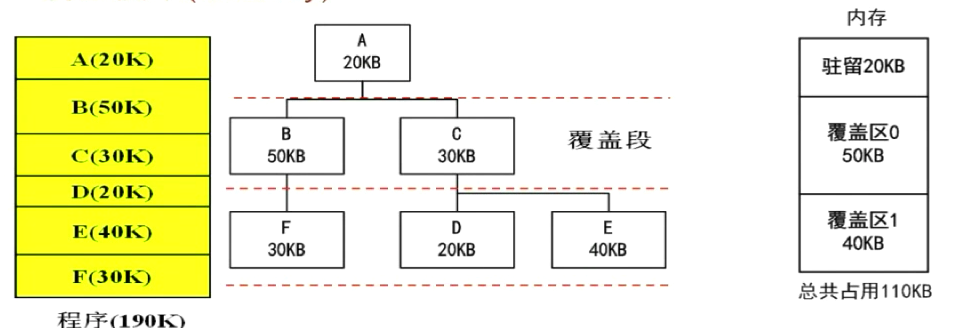 A(20K)
B(50K)
C(30K)
D(20K)
E(40K)
F(30K)
程序(190K)
A
20KB
B
50KB
C
30KB
覆盖段
F
30KB
D
20KB
E
40KB
内存
驻留20KB
覆盖区0
50KB
覆盖区1
40KB
总共占用110KB